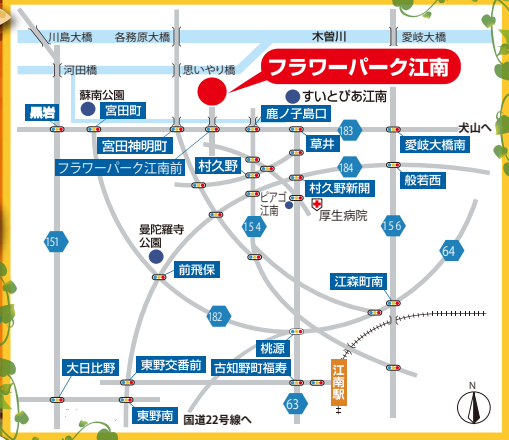 川島大橋
各務原大橋
木曽川
愛岐大橋
河田橋
思いやり橋
フラワーパーク江南
蘇南公園
すいとぴあ江南
黒岩
宮田町
鹿ノ子島口
183
犬山へ
宮田神明町
草井
愛岐大橋南
フラワーパーク江南前
村久野
184
般若西
村久野新開
ピアゴ
江南
厚生病院
曼陀羅寺
公園
151
154
156
64
前飛保
江森町南
182
桃源
大日比野
東野交番前
古知野町福寿
江南駅
東野南
国道22号線へ
63
N